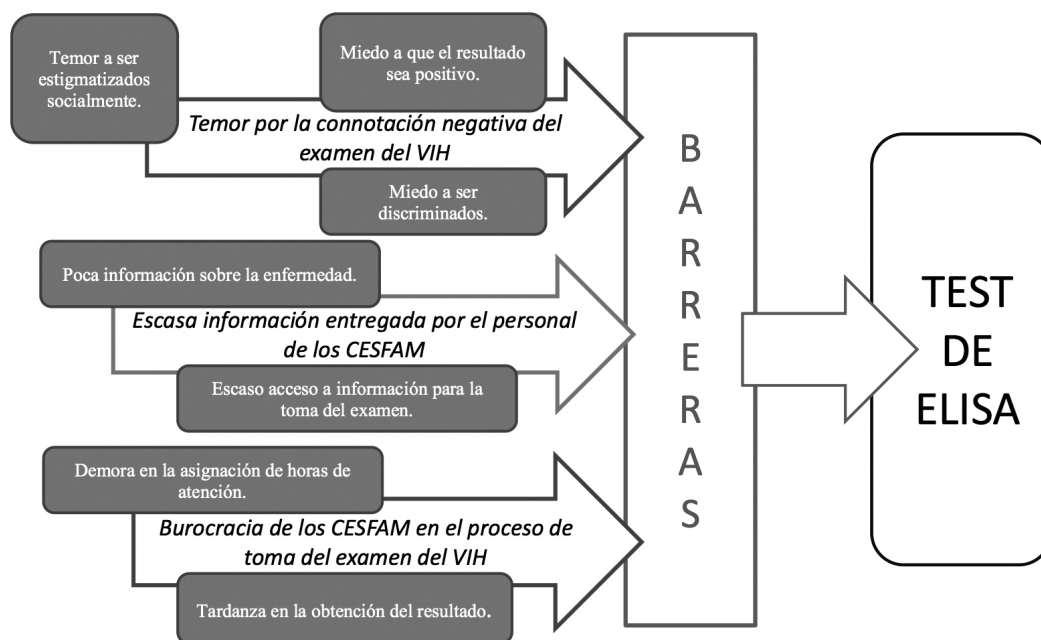 Temor a ser
estigmatizados
socialmente.
Miedo a que el resultado
sea positivo.
Temor por la connotación negativa del
examen del VIH
Miedo a ser
discriminados.
Poca información sobre la enfermedad.
Escasa información entregada por el personal
de los CESFAM
Escaso acceso a información para la
toma del examen.
Demora en la asignación de horas de
atención.
Burocracia de los CESFAM en el proceso de
toma del examen del VIH
Tardanza en la obtención del resultado.
B
A
R
R
E
R
A
S
TEST
DE
ELISA